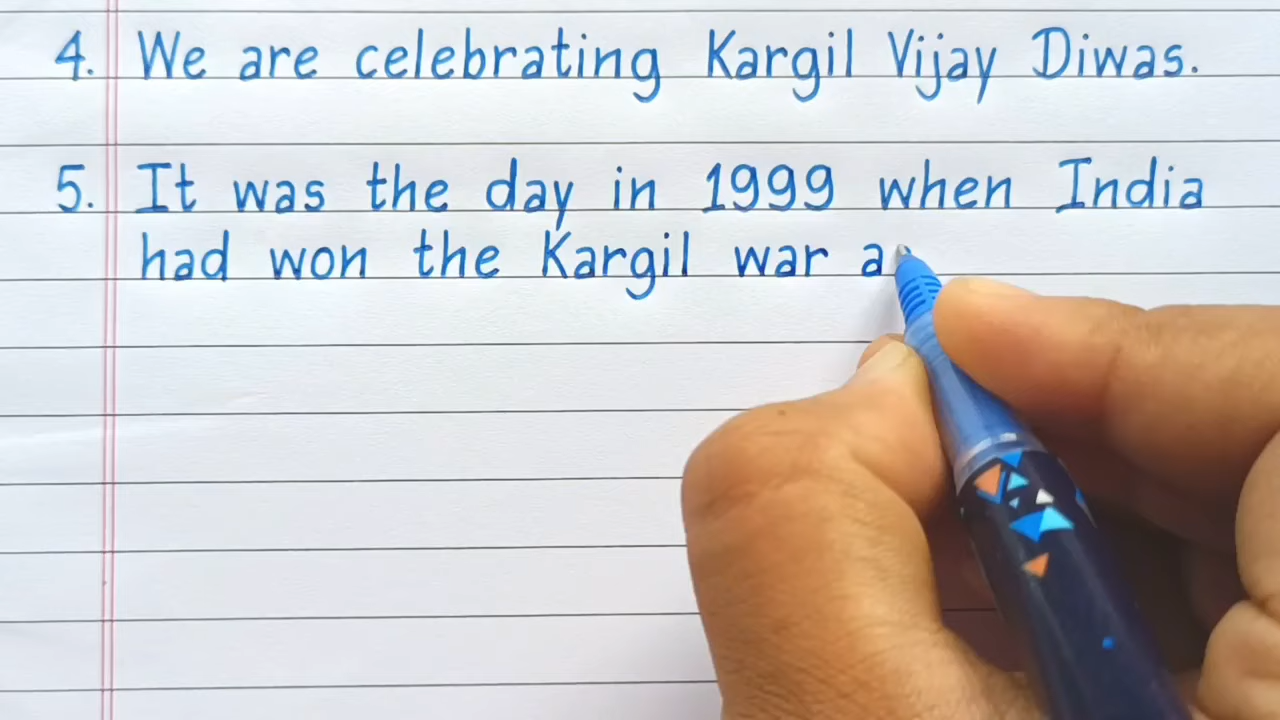 4. We are celebrating Kargil Vijay Diwas.
5. It was the day in 1999 when India
had won the Kargil war a